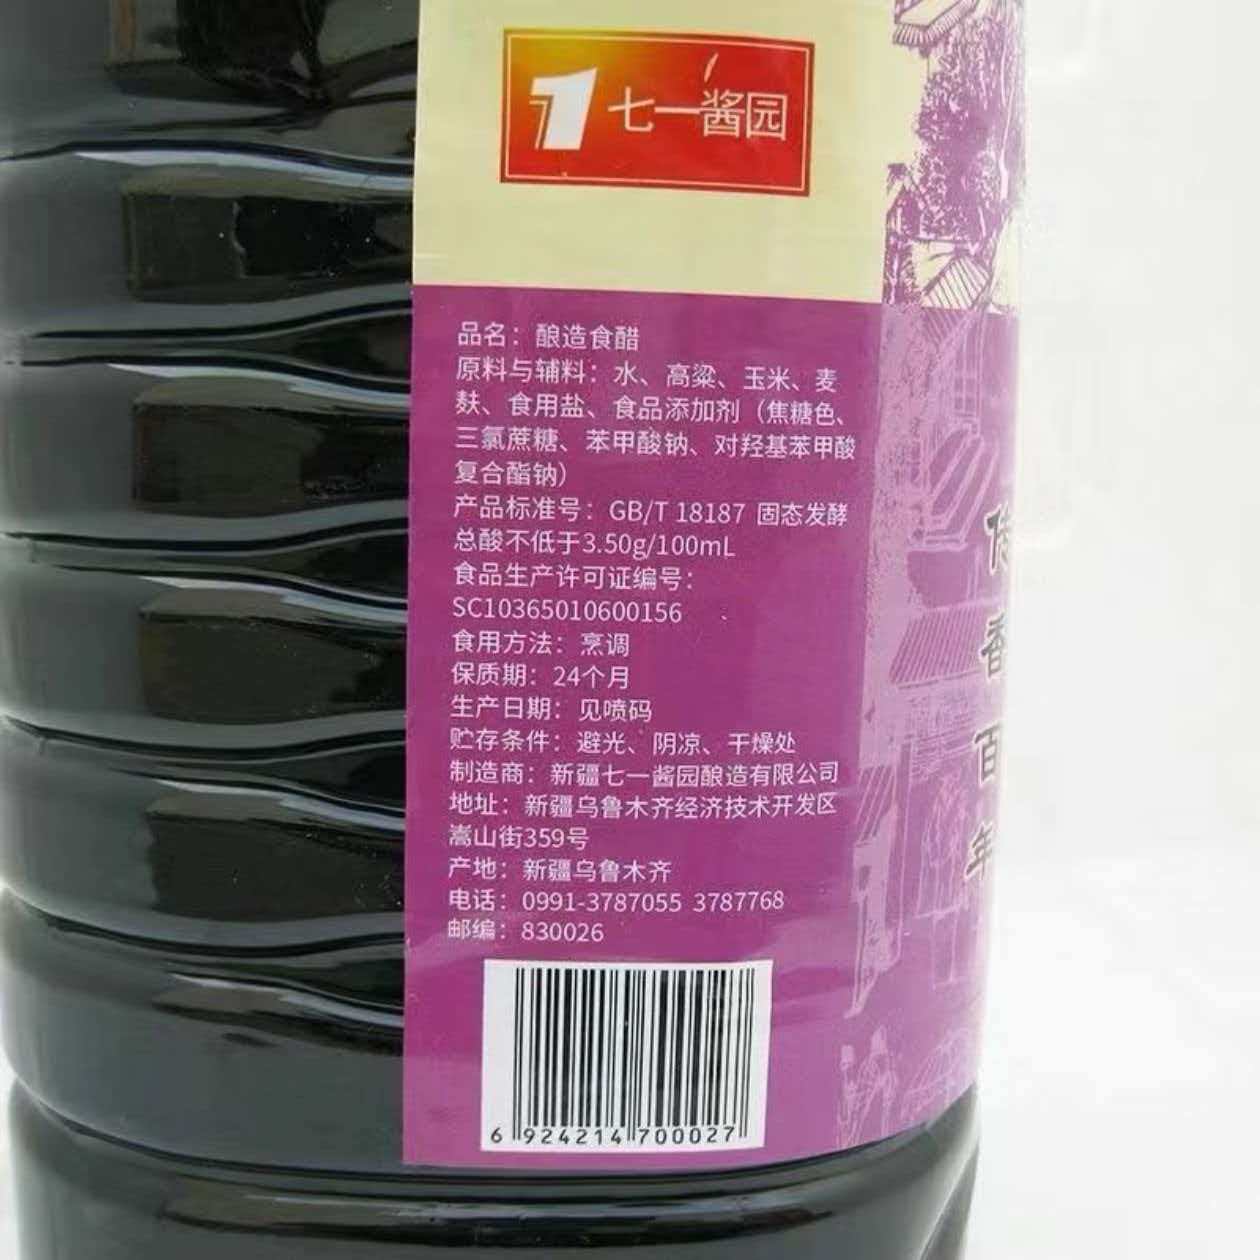 七一酱园
品名：酿造食醋
原料与辅料：水、高粱、玉米、麦
麸、食用盐、食品添加剂（焦糖色、
三氯蔗糖、苯甲酸钠、对羟基苯甲酸
复合酯钠）
产品标准号：GB/T 18187 固态发酵
总酸不低于3.50g/100mL
食品生产许可证编号：
SC10365010600156
食用方法：烹调
保质期：24个月
生产日期：见喷码
贮存条件：避光、阴凉、干燥处
制造商：新疆七一酱园酿造有限公司
地址：新疆乌鲁木齐经济技术开发区
嵩山街359号
产地：新疆乌鲁木齐
电话：0991-3787055 3787768
邮编：830026
6 924214 700027
香
百
年